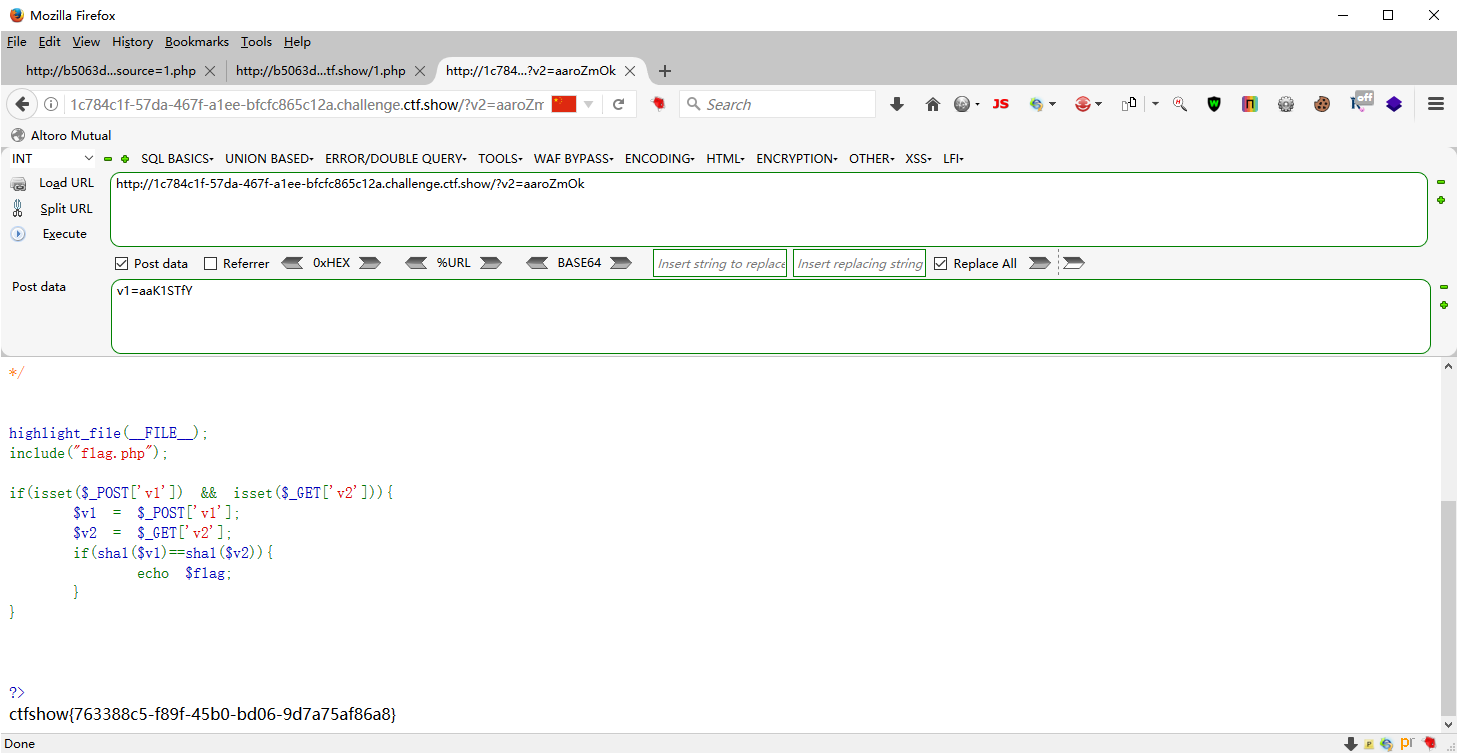 Mozilla Firefox
File Edit View History Bookmarks Tools Help
http://b5063d...source=1.php http://b5063d...tf.show/1.php http://1c784...?v2=aaroZmOk
1c784c1f-57da-467f-a1ee-bfcfc865c12a.challenge.ctf.show/?v2=aaroZm Search JS off
Altoro Mutual
INT SQL BASICS UNION BASED ERROR/DOUBLE QUERY TOOLS WAF BYPASS ENCODING HTML ENCRYPTION OTHER XSS LFI
Load URL http://1c784c1f-57da-467f-a1ee-bfcfc865c12a.challenge.ctf.show/?v2=aaroZmOk
Split URL
Execute
Post data Referrer 0xHEX %URL BASE64 Insert string to replace Insert replacing string Replace All
Post data v1=aaK1STfY
*/
highlight_file(__FILE__);
include("flag.php");
if(isset($_POST['v1']) && isset($_GET['v2'])){
$v1 = $_POST['v1'];
$v2 = $_GET['v2'];
if(sha1($v1)==sha1($v2)){
echo $flag;
}
}
?>
ctfshow{763388c5-f89f-45b0-bd06-9d7a75af86a8}
Done